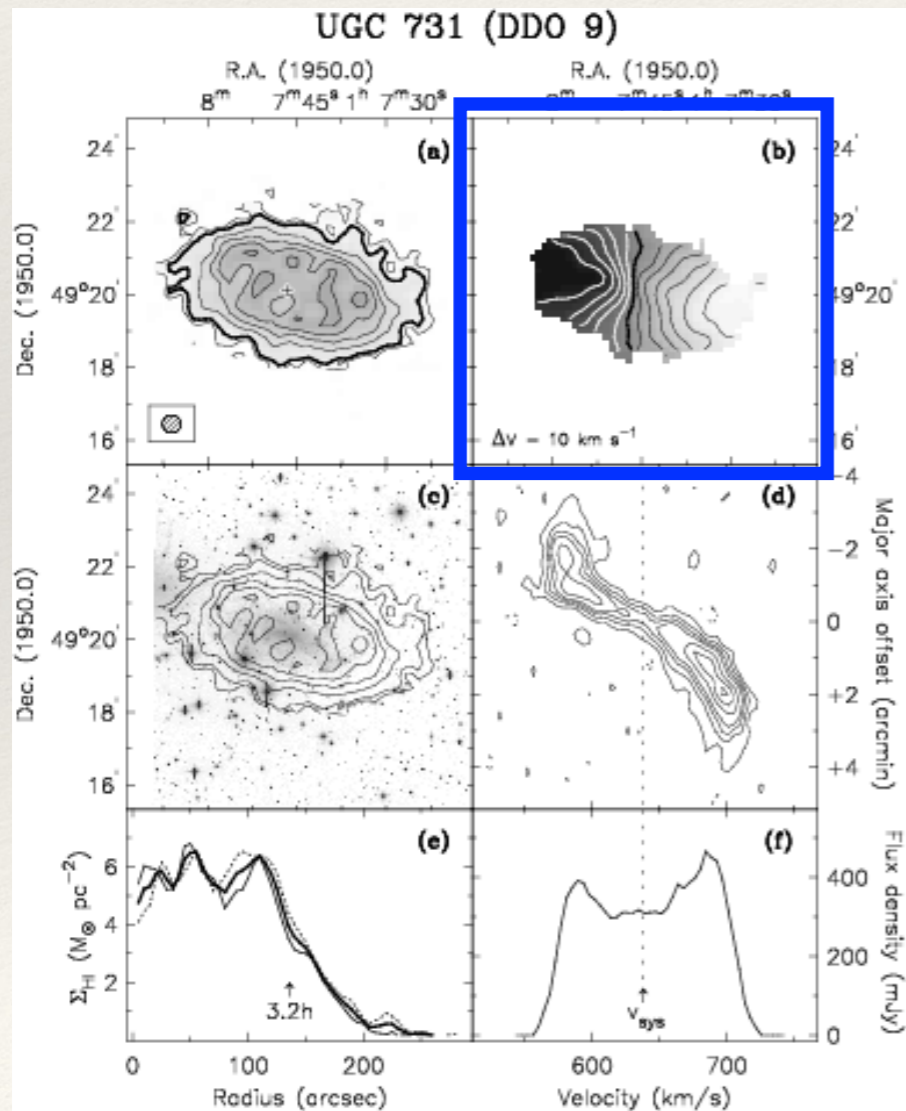 UGC 731 (DDO 9)
R.A. (1950.0)
R.A. (1950.0)
8ᵐ 7ᵐ45ˢ 1ʰ 7ᵐ30ˢ
24'
(a)
(b)
24'
22'
22'
Dec. (1950.0)
49°20'
49°20'
18'
18'
16'
Δv = 10 km s⁻¹
16'
24'
(c)
(d)
−4
22'
−2
Dec. (1950.0)
49°20'
0
Major axis offset (arcmin)
18'
+2
16'
+4
(e)
(f)
6
400
Σ_HI (M⊙ pc⁻²)
4
Flux density (mJy)
2
200
3.2h
v_sys
0
0
0 100 200
600 700
Radius (arcsec)
Velocity (km/s)